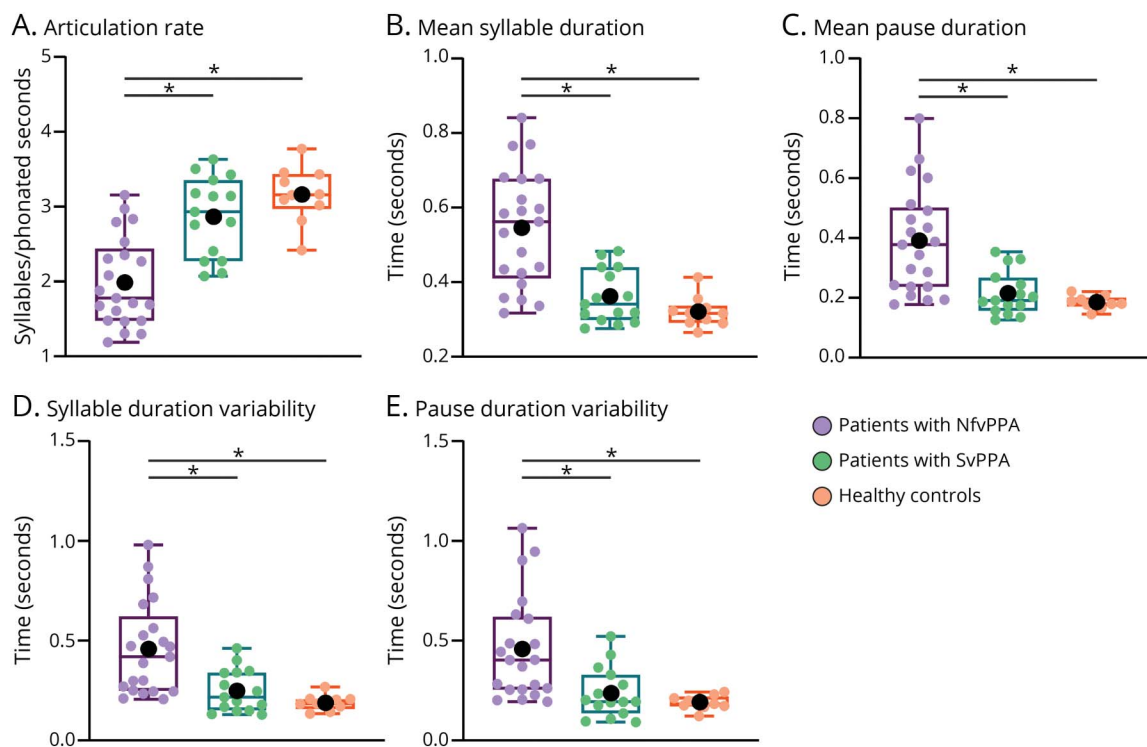 A. Articulation rate
Syllables/phonated seconds
5
4
3
2
1
*
*
B. Mean syllable duration
Time (seconds)
1.0
0.8
0.6
0.4
0.2
*
*
C. Mean pause duration
Time (seconds)
1.0
0.8
0.6
0.4
0.2
0.0
*
*
D. Syllable duration variability
Time (seconds)
1.5
1.0
0.5
0.0
*
*
E. Pause duration variability
Time (seconds)
1.5
1.0
0.5
0.0
*
*
Patients with NfvPPA
Patients with SvPPA
Healthy controls